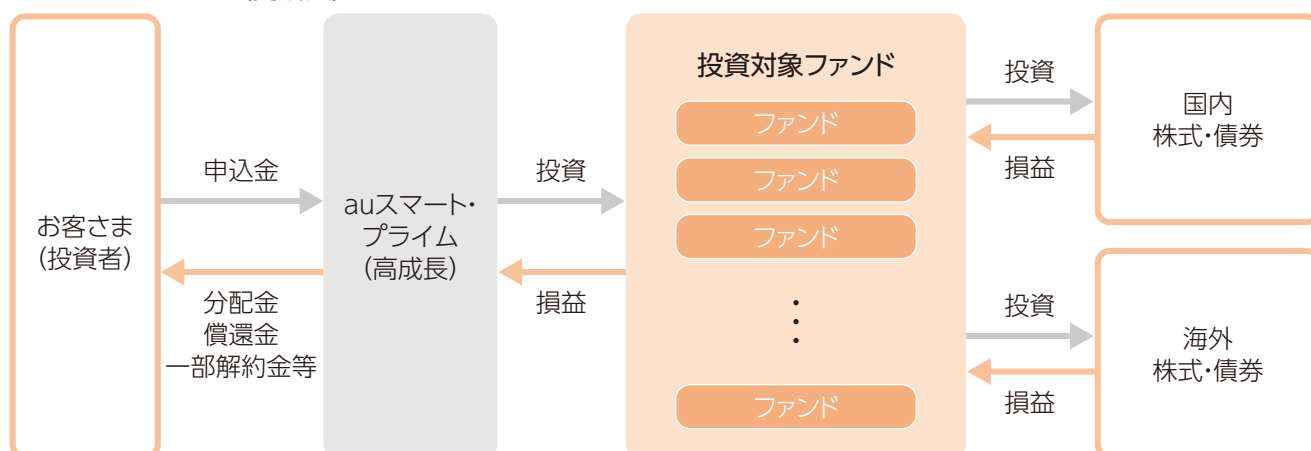 お客さま
(投資者)
申込金
分配金
償還金
一部解約金等
auスマート・
プライム
(高成長)
投資
損益
投資対象ファンド
ファンド
ファンド
ファンド
・
・
・
ファンド
投資
損益
国内
株式・債券
投資
損益
海外
株式・債券